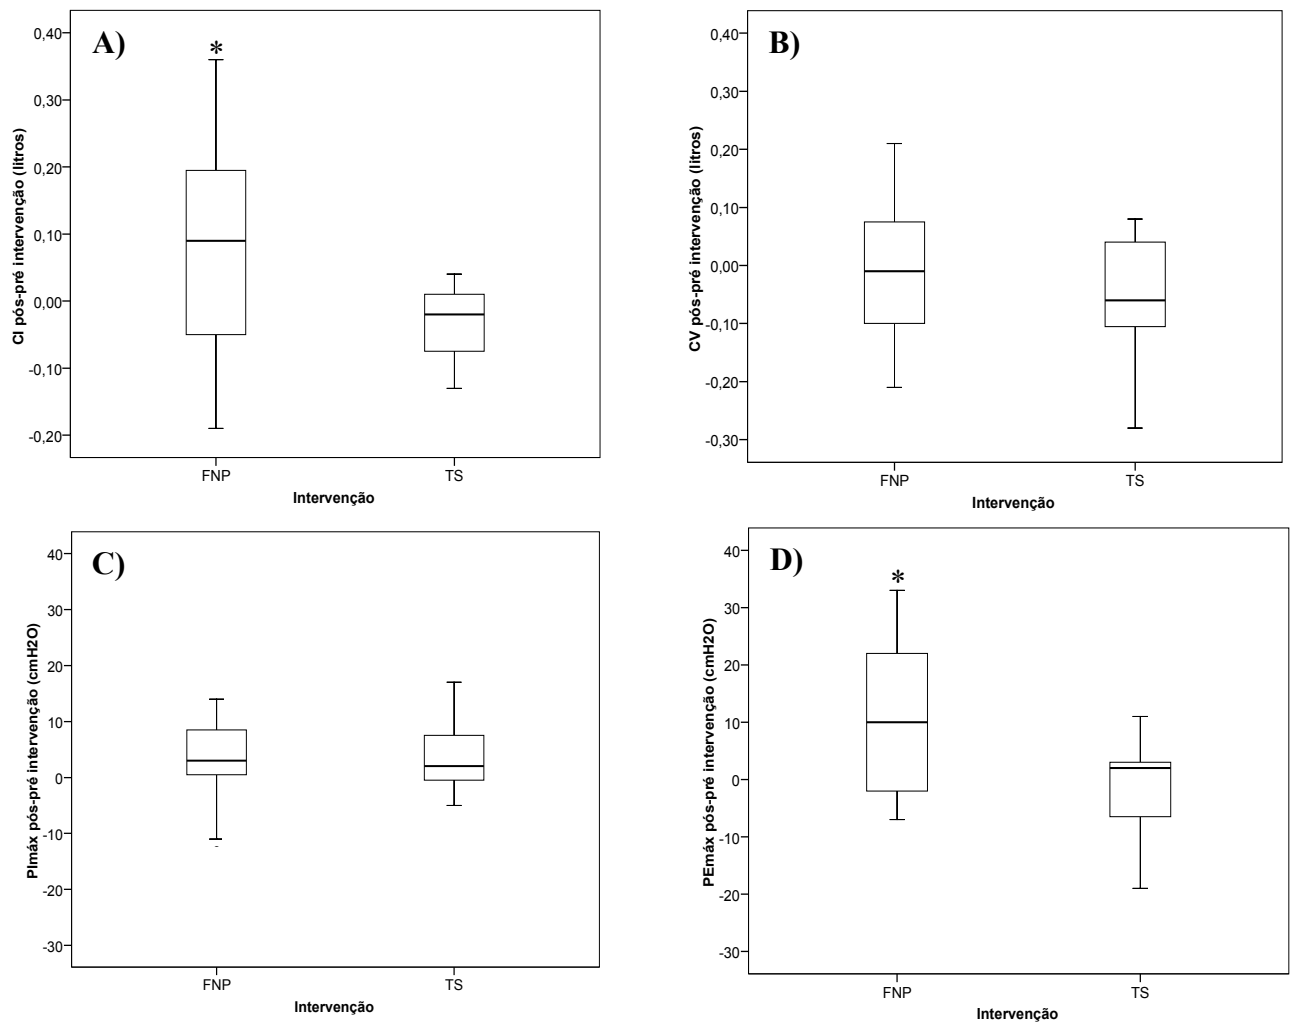 A)
*
0,40
0,30
0,20
0,10
0,00
-0,10
-0,20
CI pós-pré intervenção (litros)
FNP TS
Intervenção
B)
0,40
0,30
0,20
0,10
0,00
-0,10
-0,20
-0,30
CV pós-pré intervenção (litros)
FNP TS
Intervenção
C)
40
30
20
10
0
-10
-20
-30
PImáx pós-pré intervenção (cmH2O)
FNP TS
Intervenção
D)
*
40
30
20
10
0
-10
-20
-30
PEmáx pós-pré intervenção (cmH2O)
FNP TS
Intervenção